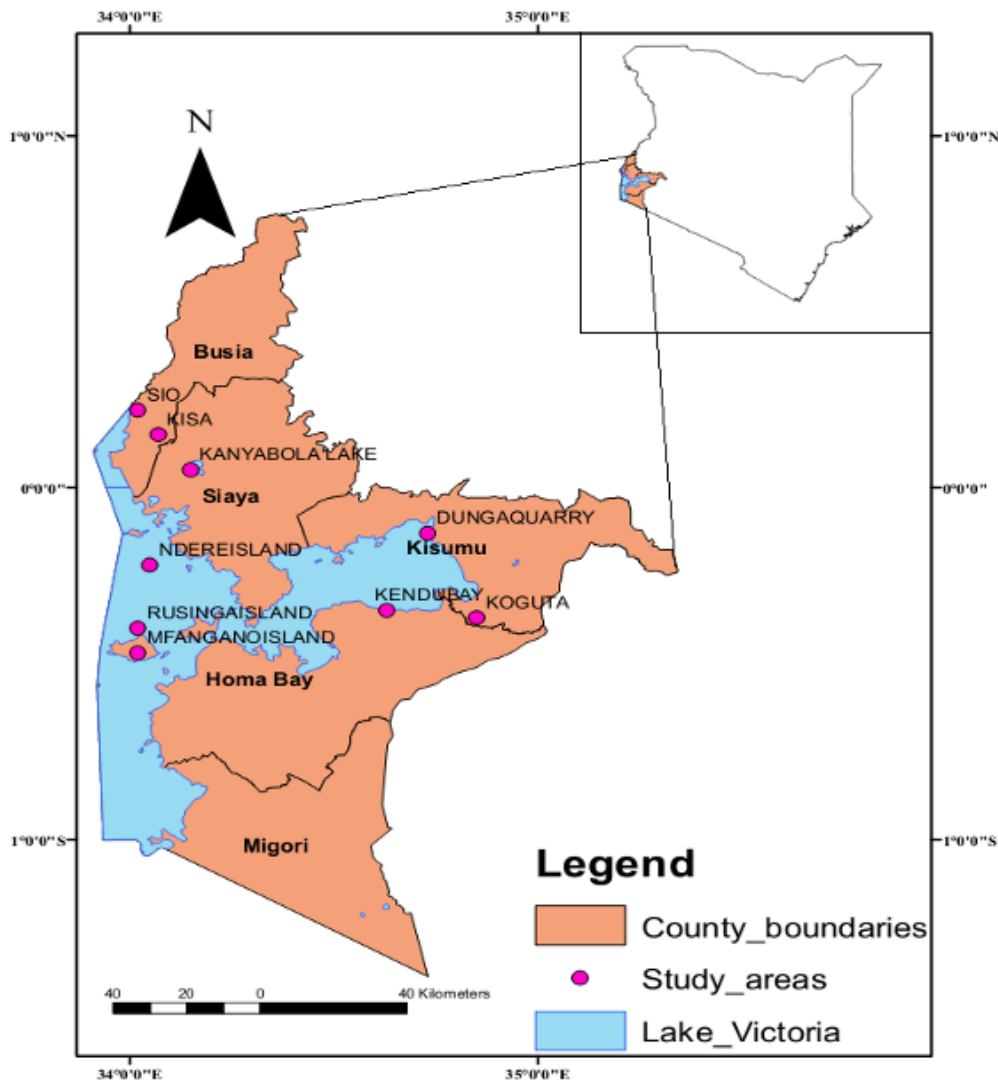 34°0'0"E 35°0'0"E
1°0'0"N 1°0'0"N
N
Busia
SIO
KISA
KANYABOLA LAKE
0°0'0" 0°0'0"
Siaya
DUNGAQUARRY
Kisumu
NDEREISLAND
KENDUBAY
KOGUTA
RUSINGAISLAND
MFANGANOISLAND
Homa Bay
1°0'0"S 1°0'0"S
Migori
Legend
County_boundaries
Study_areas
Lake_Victoria
40 20 0 40 Kilometers
34°0'0"E 35°0'0"E